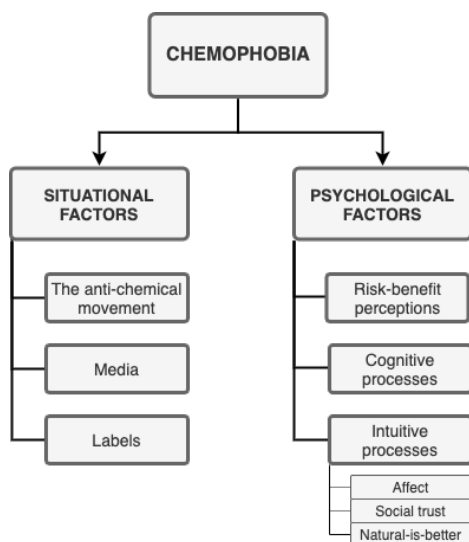 CHEMOPHOBIA
SITUATIONAL
FACTORS
The anti-chemical
movement
Media
Labels
PSYCHOLOGICAL
FACTORS
Risk-benefit
perceptions
Cognitive
processes
Intuitive
processes
Affect
Social trust
Natural-is-better